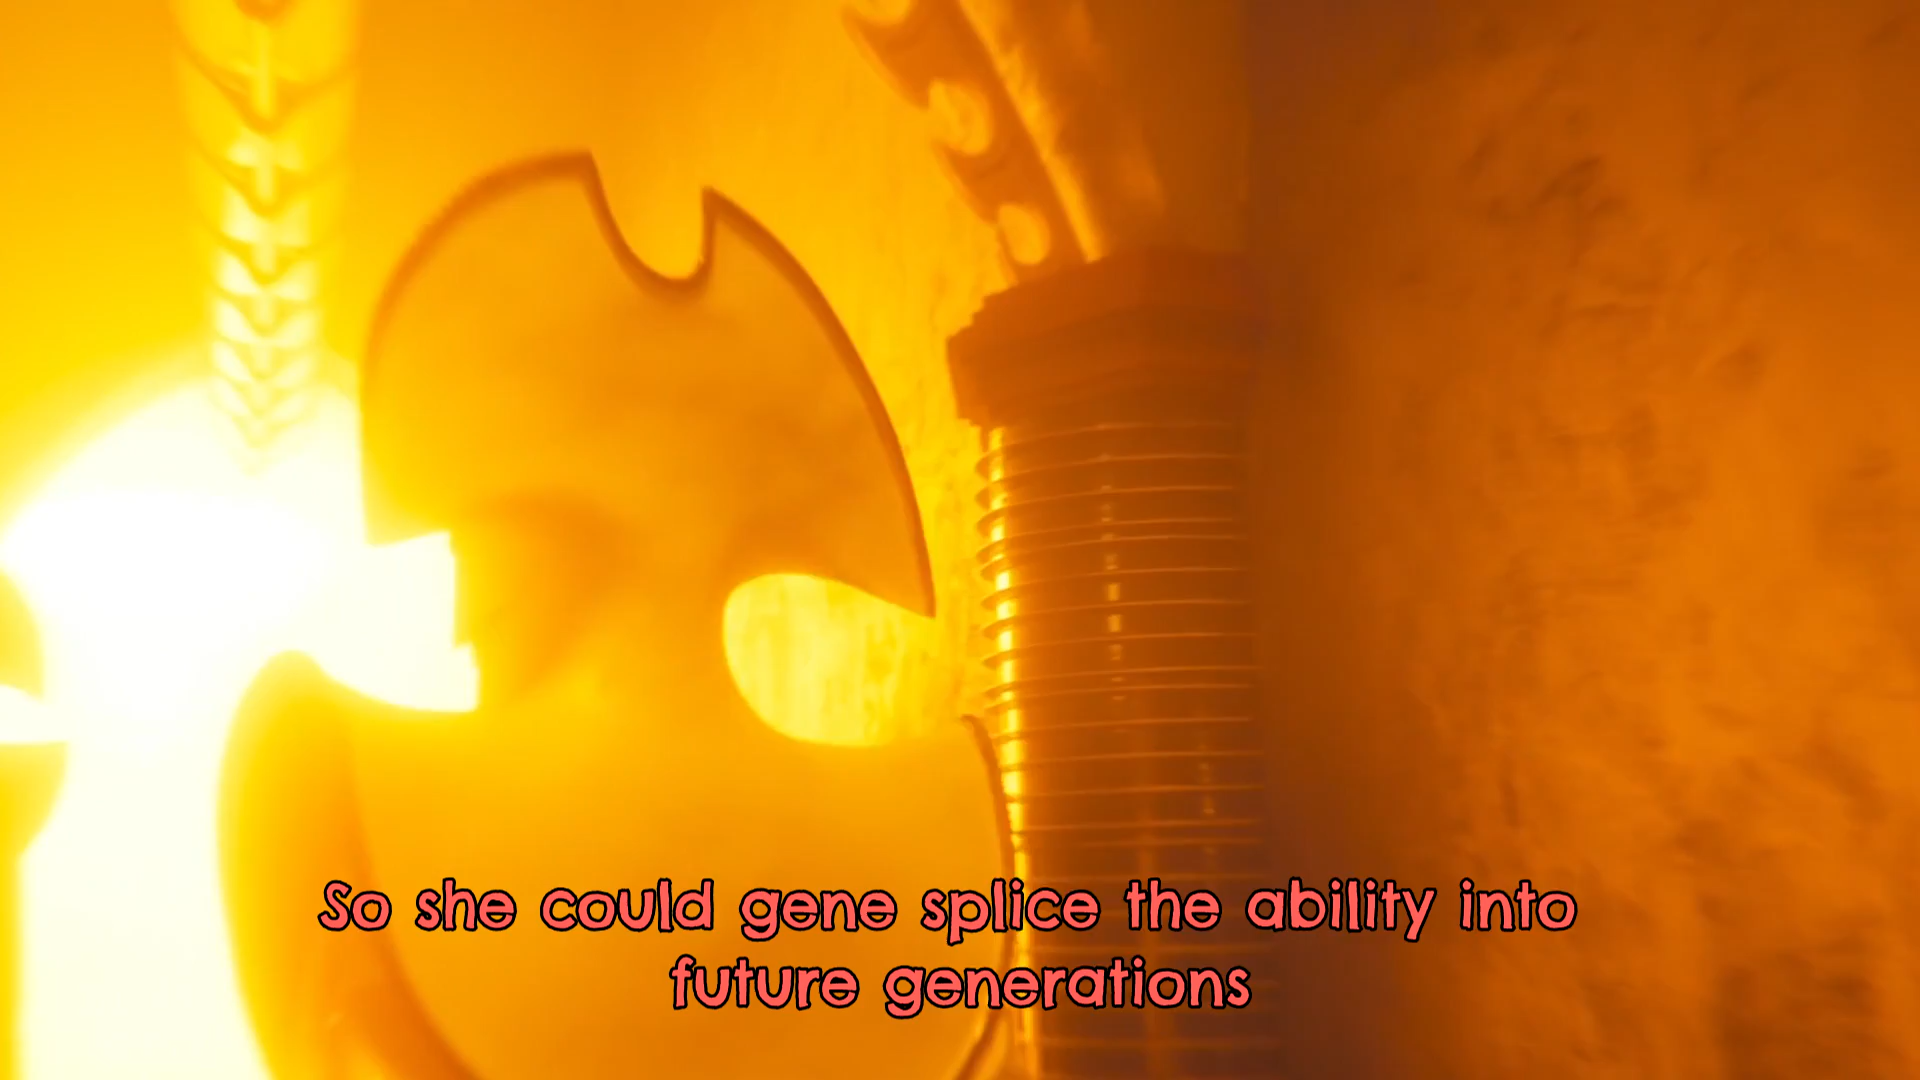 So she could gene splice the ability into
future generations